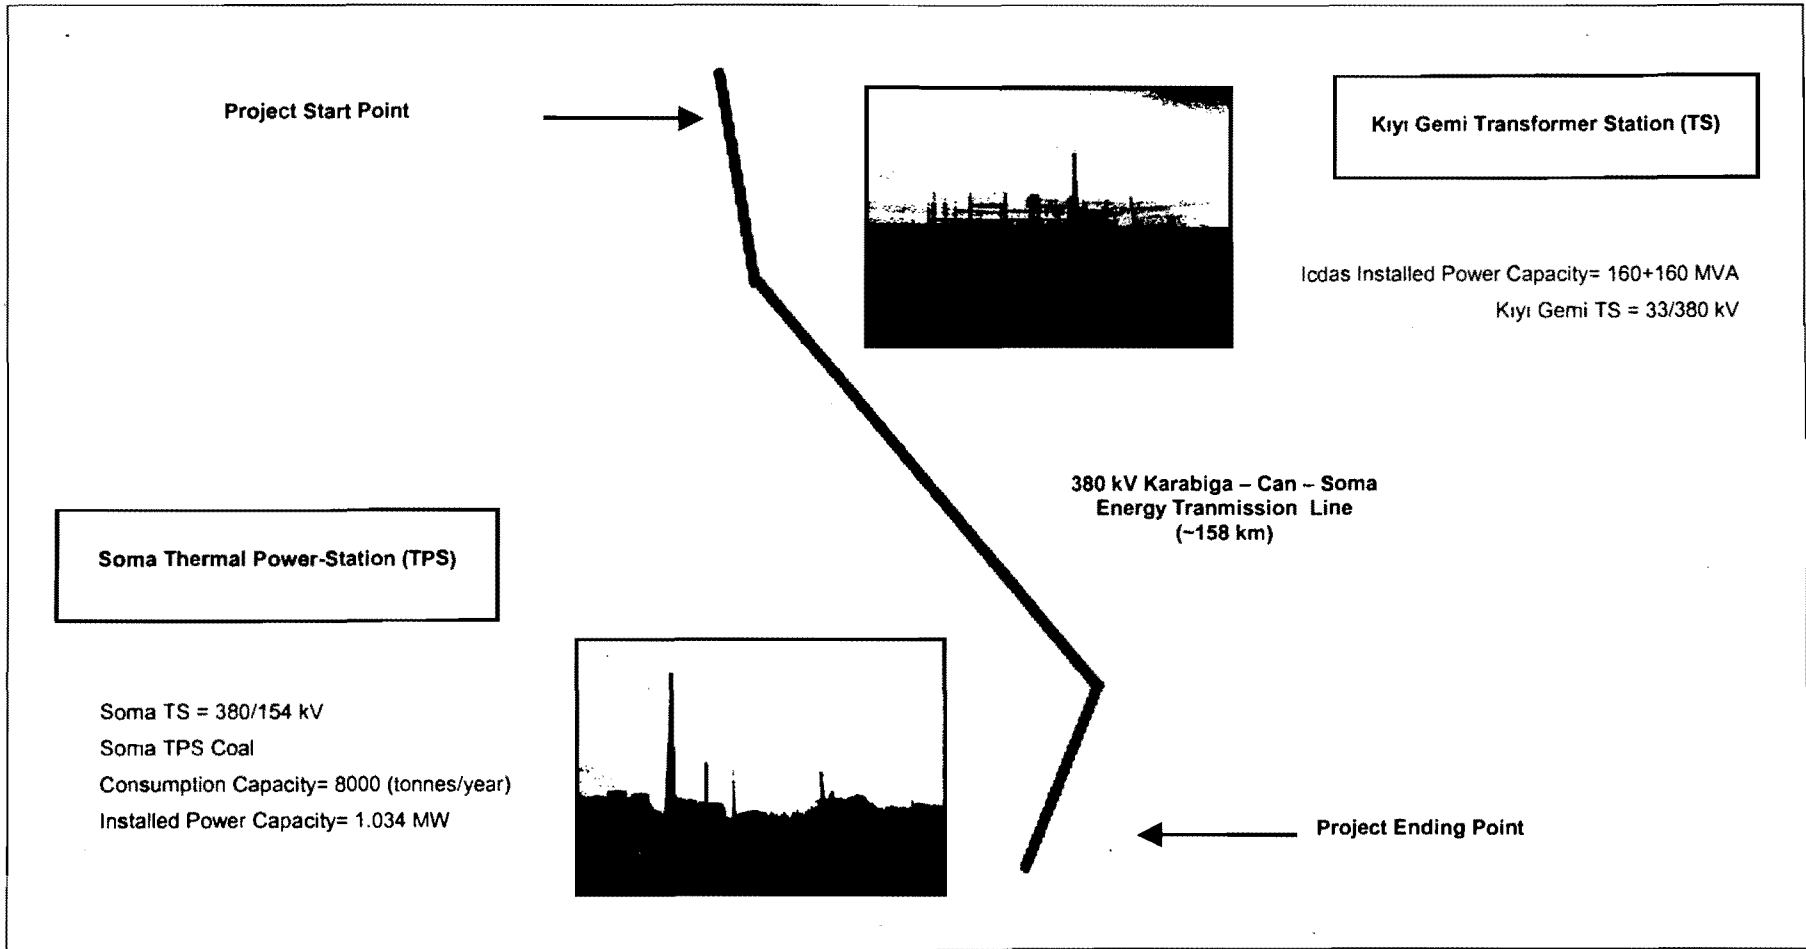 Project Start Point
Kıyı Gemi Transformer Station (TS)
Icdas Installed Power Capacity= 160+160 MVA
Kıyı Gemi TS = 33/380 kV
380 kV Karabiga – Can – Soma
Energy Tranmission Line
(~158 km)
Soma Thermal Power-Station (TPS)
Soma TS = 380/154 kV
Soma TPS Coal
Consumption Capacity= 8000 (tonnes/year)
Installed Power Capacity= 1.034 MW
Project Ending Point